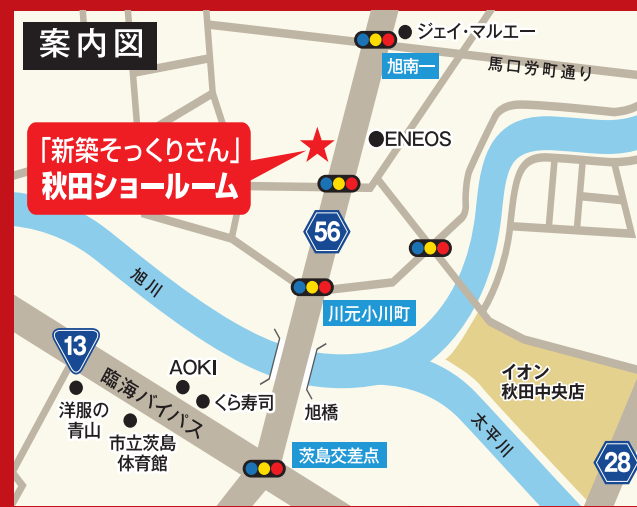 案内図
ジェイ・マルエー
旭南一
馬口労町通り
ENEOS
「新築そっくりさん」
秋田ショールーム
56
旭川
川元小川町
13
臨海バイパス
AOKI
くら寿司
洋服の
青山
市立茨島
体育館
旭橋
茨島交差点
イオン
秋田中央店
太平川
28